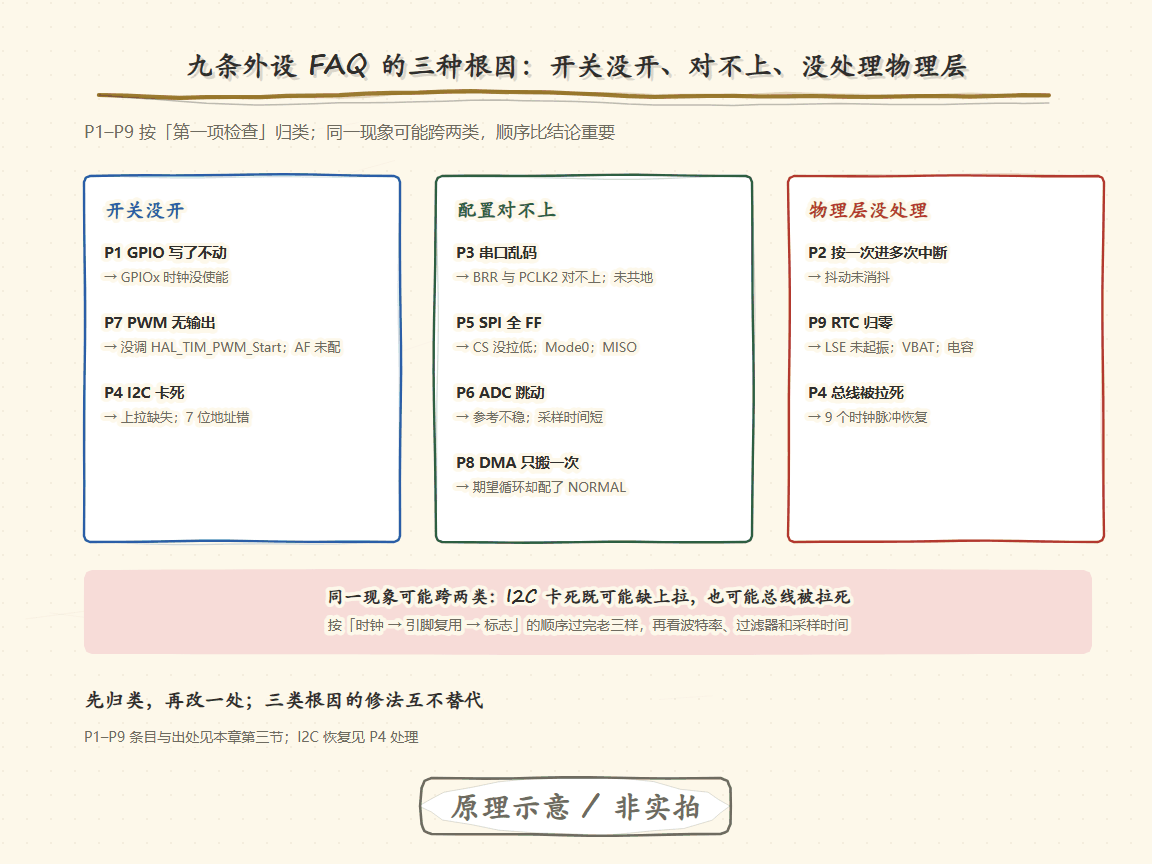 九条外设 FAQ 的三种根因：开关没开、对不上、没处理物理层
P1–P9 按「第一项检查」归类；同一现象可能跨两类，顺序比结论重要
开关没开
P1 GPIO 写了不动
→ GPIOx 时钟没使能
P7 PWM 无输出
→ 没调 HAL_TIM_PWM_Start；AF 未配
P4 I2C 卡死
→ 上拉缺失；7 位地址错
配置对不上
P3 串口乱码
→ BRR 与 PCLK2 对不上；未共地
P5 SPI 全 FF
→ CS 没拉低；Mode0；MISO
P6 ADC 跳动
→ 参考不稳；采样时间短
P8 DMA 只搬一次
→ 期望循环却配了 NORMAL
物理层没处理
P2 按一次进多次中断
→ 抖动未消抖
P9 RTC 归零
→ LSE 未起振；VBAT；电容
P4 总线被拉死
→ 9 个时钟脉冲恢复
同一现象可能跨两类：I2C 卡死既可能缺上拉，也可能总线被拉死
按「时钟 → 引脚复用 → 标志」的顺序过完老三样，再看波特率、过滤器和采样时间
先归类，再改一处；三类根因的修法互不替代
P1–P9 条目与出处见本章第三节；I2C 恢复见 P4 处理
原理示意 / 非实拍